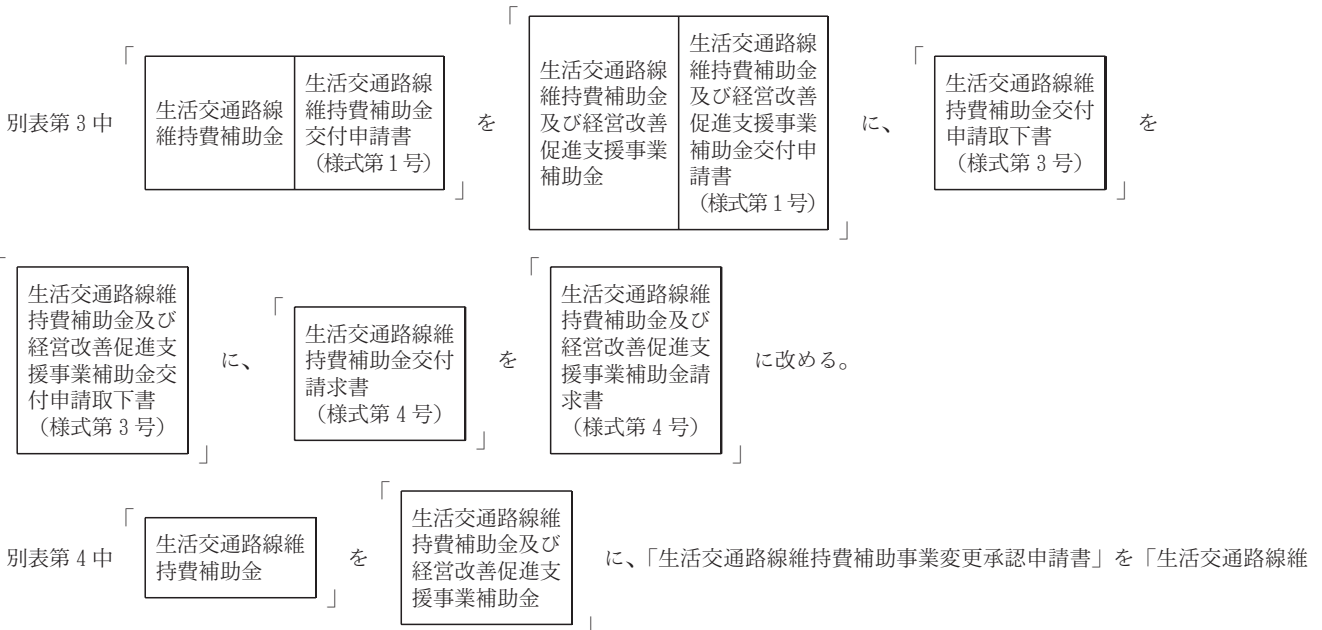 別表第3中
「
生活交通路線
維持費補助金
生活交通路線
維持費補助金
交付申請書
（様式第1号）
」
を
「
生活交通路線
維持費補助金
及び経営改善
促進支援事業
補助金
生活交通路線
維持費補助金
及び経営改善
促進支援事業
補助金交付申
請書
（様式第1号）
」
に、
「
生活交通路線維
持費補助金交付
申請取下書
（様式第3号）
」
を
「
生活交通路線維
持費補助金及び
経営改善促進支
援事業補助金交
付申請取下書
（様式第3号）
」
に、
「
生活交通路線維
持費補助金交付
請求書
（様式第4号）
」
を
「
生活交通路線維
持費補助金及び
経営改善促進支
援事業補助金請
求書
（様式第4号）
」
に改める。
別表第4中
「
生活交通路線維
持費補助金
」
を
「
生活交通路線維
持費補助金及び
経営改善促進支
援事業補助金
」
に、「生活交通路線維持費補助事業変更承認申請書」を「生活交通路線維